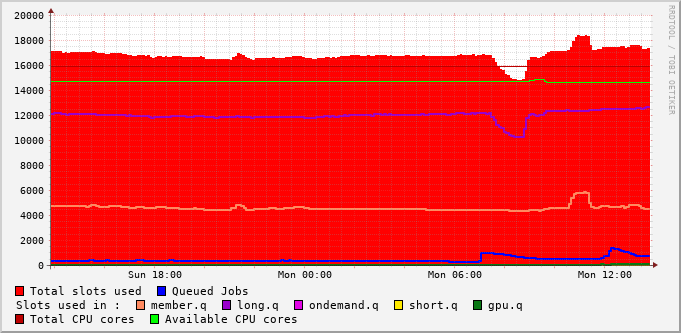 20000
18000
16000
14000
12000
10000
8000
6000
4000
2000
0
Sun 18:00 Mon 00:00 Mon 06:00 Mon 12:00
Total slots used Queued Jobs
Slots used in : member.q long.q ondemand.q short.q gpu.q
Total CPU cores Available CPU cores
RRDTOOL / TOBI OETIKER